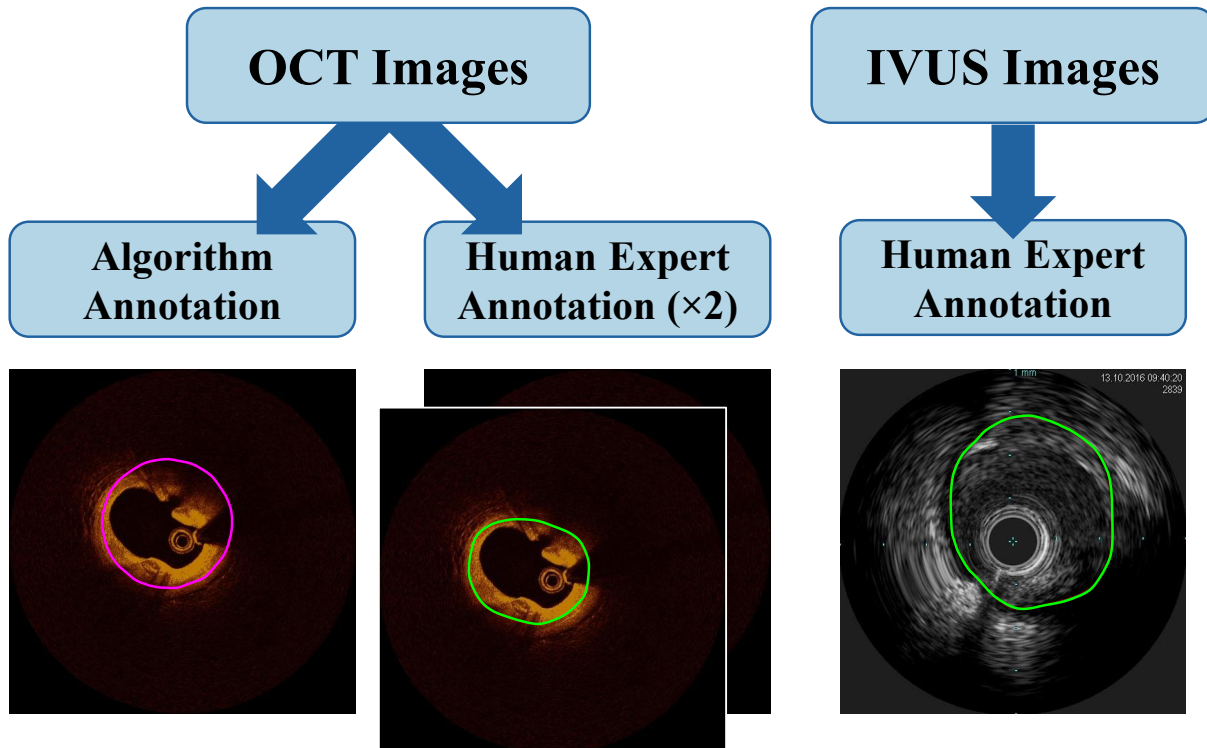 OCT Images
IVUS Images
Algorithm
Annotation
Human Expert
Annotation (×2)
Human Expert
Annotation
1 mm
13.10.2016 09:40:20
2839